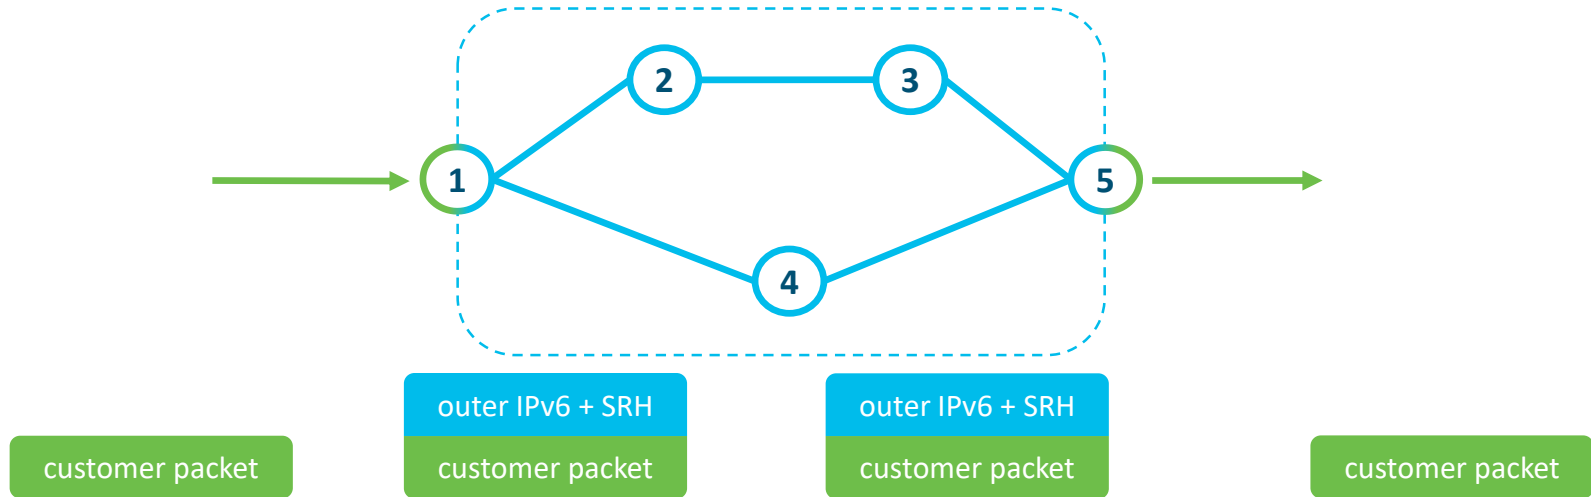 2
3
1
5
4
outer IPv6 + SRH
outer IPv6 + SRH
customer packet
customer packet
customer packet
customer packet